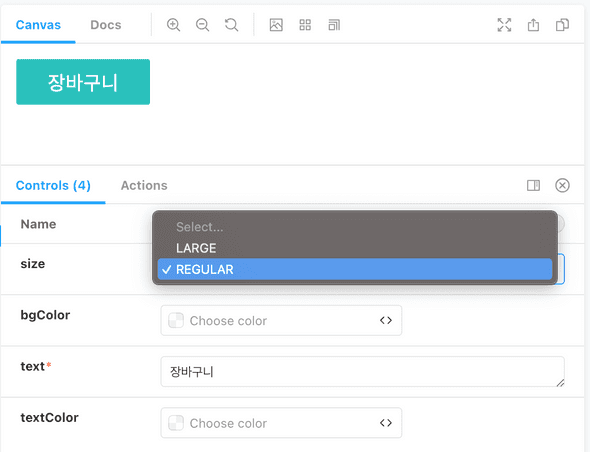 Canvas Docs
장바구니
Controls (4) Actions
Name
Select...
LARGE
size
✓ REGULAR
bgColor Choose color <>
text* 장바구니
textColor Choose color <>